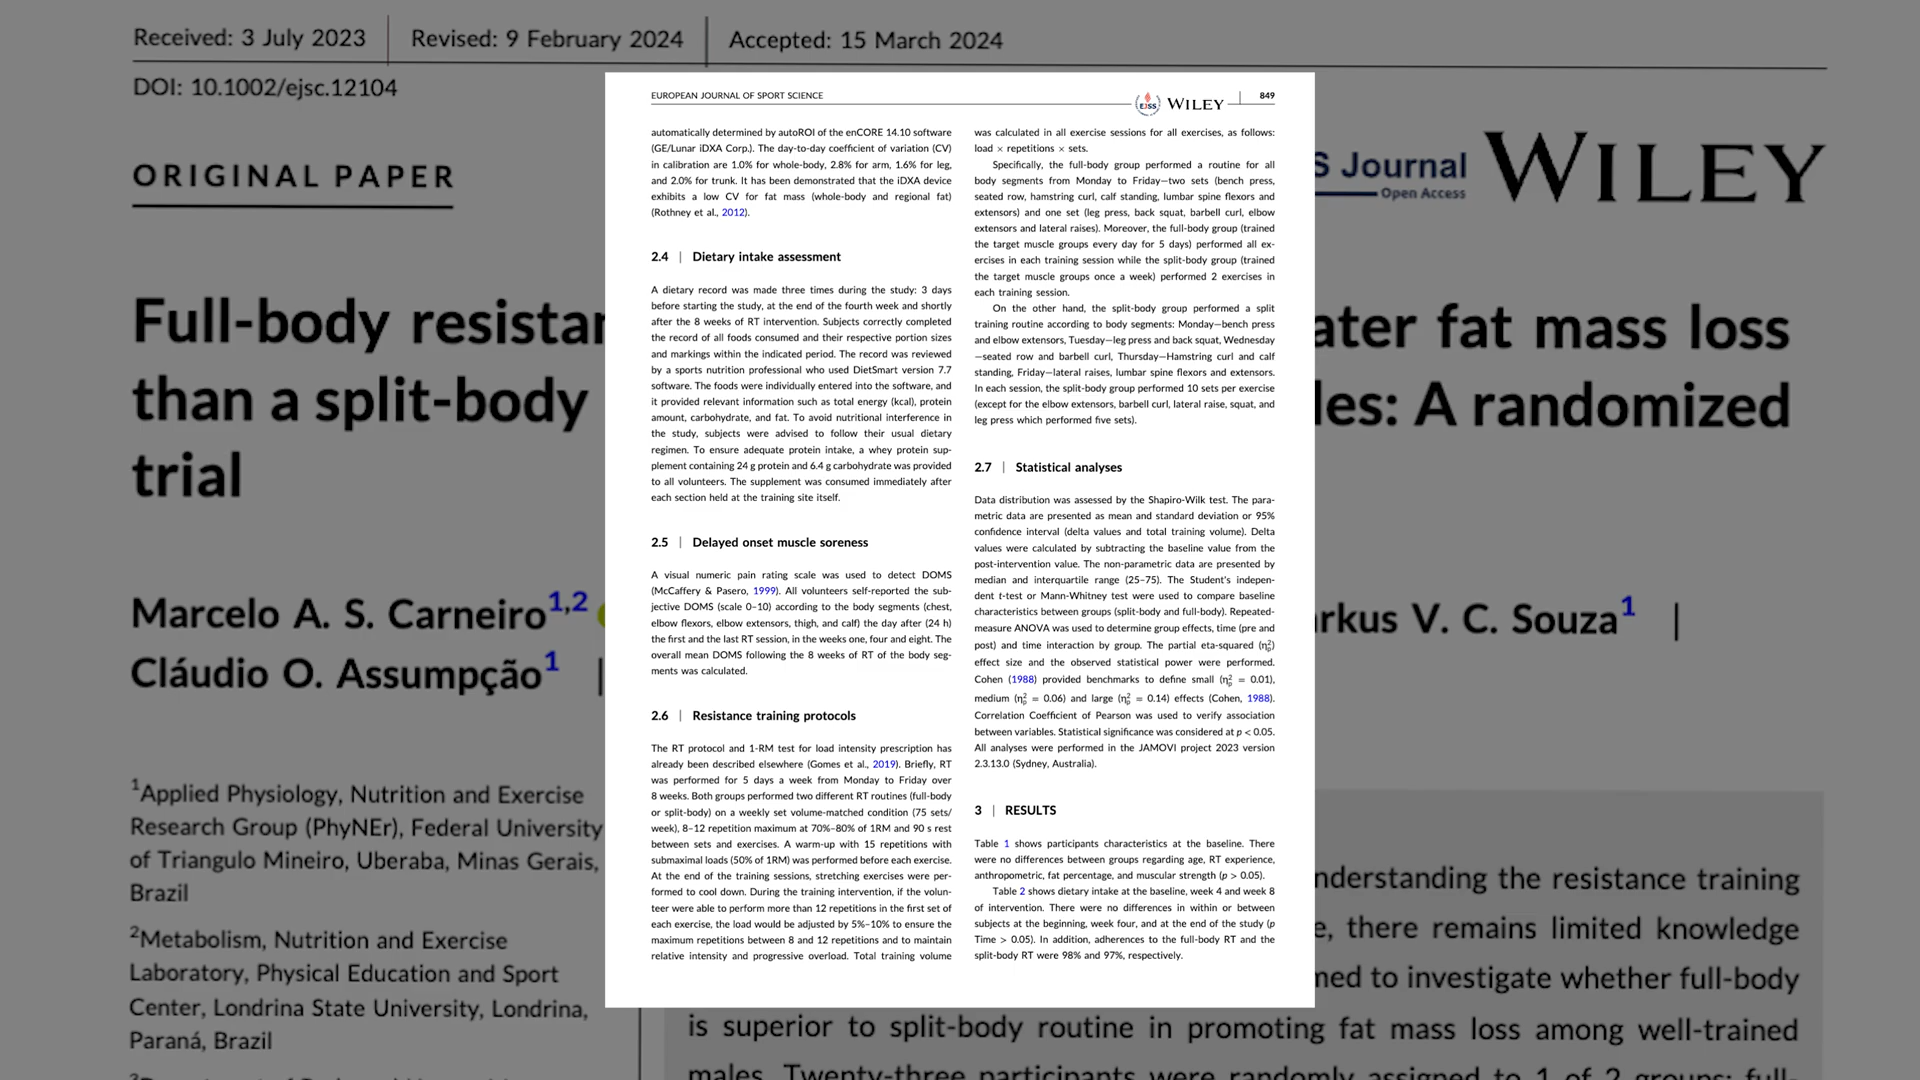 Received: 3 July 2023 | Revised: 9 February 2024 | Accepted: 15 March 2024
DOI: 10.1002/ejsc.12104
ORIGINAL PAPER
S Journal
Open Access
WILEY
Full-body resistan
ater fat mass loss
than a split-body
les: A randomized
trial
Marcelo A. S. Carneiro1,2
rkus V. C. Souza1 |
Cláudio O. Assumpção1 |
1Applied Physiology, Nutrition and Exercise
Research Group (PhyNEr), Federal University
of Triangulo Mineiro, Uberaba, Minas Gerais,
Brazil
2Metabolism, Nutrition and Exercise
Laboratory, Physical Education and Sport
Center, Londrina State University, Londrina,
Paraná, Brazil
nderstanding the resistance training
e, there remains limited knowledge
med to investigate whether full-body
is superior to split-body routine in promoting fat mass loss among well-trained
males. Twenty-three participants were randomly assigned to 1 of 2 groups: full-
EUROPEAN JOURNAL OF SPORT SCIENCE
EJSS
WILEY
849
automatically determined by autoROI of the enCORE 14.10 software
(GE/Lunar iDXA Corp.). The day-to-day coefficient of variation (CV)
in calibration are 1.0% for whole-body, 2.8% for arm, 1.6% for leg,
and 2.0% for trunk. It has been demonstrated that the iDXA device
exhibits a low CV for fat mass (whole-body and regional fat)
(Rothney et al., 2012).
2.4 | Dietary intake assessment
A dietary record was made three times during the study: 3 days
before starting the study, at the end of the fourth week and shortly
after the 8 weeks of RT intervention. Subjects correctly completed
the record of all foods consumed and their respective portion sizes
and markings within the indicated period. The record was reviewed
by a sports nutrition professional who used DietSmart version 7.7
software. The foods were individually entered into the software, and
it provided relevant information such as total energy (kcal), protein
amount, carbohydrate, and fat. To avoid nutritional interference in
the study, subjects were advised to follow their usual dietary
regimen. To ensure adequate protein intake, a whey protein sup-
plement containing 24 g protein and 6.4 g carbohydrate was provided
to all volunteers. The supplement was consumed immediately after
each section held at the training site itself.
2.5 | Delayed onset muscle soreness
A visual numeric pain rating scale was used to detect DOMS
(McCaffery & Pasero, 1999). All volunteers self-reported the sub-
jective DOMS (scale 0–10) according to the body segments (chest,
elbow flexors, elbow extensors, thigh, and calf) the day after (24 h)
the first and the last RT session, in the weeks one, four and eight. The
overall mean DOMS following the 8 weeks of RT of the body seg-
ments was calculated.
2.6 | Resistance training protocols
The RT protocol and 1-RM test for load intensity prescription has
already been described elsewhere (Gomes et al., 2019). Briefly, RT
was performed for 5 days a week from Monday to Friday over
8 weeks. Both groups performed two different RT routines (full-body
or split-body) on a weekly set volume-matched condition (75 sets/
week), 8–12 repetition maximum at 70%–80% of 1RM and 90 s rest
between sets and exercises. A warm-up with 15 repetitions with
submaximal loads (50% of 1RM) was performed before each exercise.
At the end of the training sessions, stretching exercises were per-
formed to cool down. During the training intervention, if the volun-
teer were able to perform more than 12 repetitions in the first set of
each exercise, the load would be adjusted by 5%–10% to ensure the
maximum repetitions between 8 and 12 repetitions and to maintain
relative intensity and progressive overload. Total training volume
was calculated in all exercise sessions for all exercises, as follows:
load × repetitions × sets.
Specifically, the full-body group performed a routine for all
body segments from Monday to Friday—two sets (bench press,
seated row, hamstring curl, calf standing, lumbar spine flexors and
extensors) and one set (leg press, back squat, barbell curl, elbow
extensors and lateral raises). Moreover, the full-body group (trained
the target muscle groups every day for 5 days) performed all ex-
ercises in each training session while the split-body group (trained
the target muscle groups once a week) performed 2 exercises in
each training session.
On the other hand, the split-body group performed a split
training routine according to body segments: Monday—bench press
and elbow extensors, Tuesday—leg press and back squat, Wednesday
—seated row and barbell curl, Thursday—Hamstring curl and calf
standing, Friday—lateral raises, lumbar spine flexors and extensors.
In each session, the split-body group performed 10 sets per exercise
(except for the elbow extensors, barbell curl, lateral raise, squat, and
leg press which performed five sets).
2.7 | Statistical analyses
Data distribution was assessed by the Shapiro-Wilk test. The para-
metric data are presented as mean and standard deviation or 95%
confidence interval (delta values and total training volume). Delta
values were calculated by subtracting the baseline value from the
post-intervention value. The non-parametric data are presented by
median and interquartile range (25–75). The Student's indepen-
dent t-test or Mann-Whitney test were used to compare baseline
characteristics between groups (split-body and full-body). Repeated-
measure ANOVA was used to determine group effects, time (pre and
post) and time interaction by group. The partial eta-squared (η²p)
effect size and the observed statistical power were performed.
Cohen (1988) provided benchmarks to define small (η²p = 0.01),
medium (η²p = 0.06) and large (η²p = 0.14) effects (Cohen, 1988).
Correlation Coefficient of Pearson was used to verify association
between variables. Statistical significance was considered at p < 0.05.
All analyses were performed in the JAMOVI project 2023 version
2.3.13.0 (Sydney, Australia).
3 | RESULTS
Table 1 shows participants characteristics at the baseline. There
were no differences between groups regarding age, RT experience,
anthropometric, fat percentage, and muscular strength (p > 0.05).
Table 2 shows dietary intake at the baseline, week 4 and week 8
of intervention. There were no differences in within or between
subjects at the beginning, week four, and at the end of the study (p
Time > 0.05). In addition, adherences to the full-body RT and the
split-body RT were 98% and 97%, respectively.